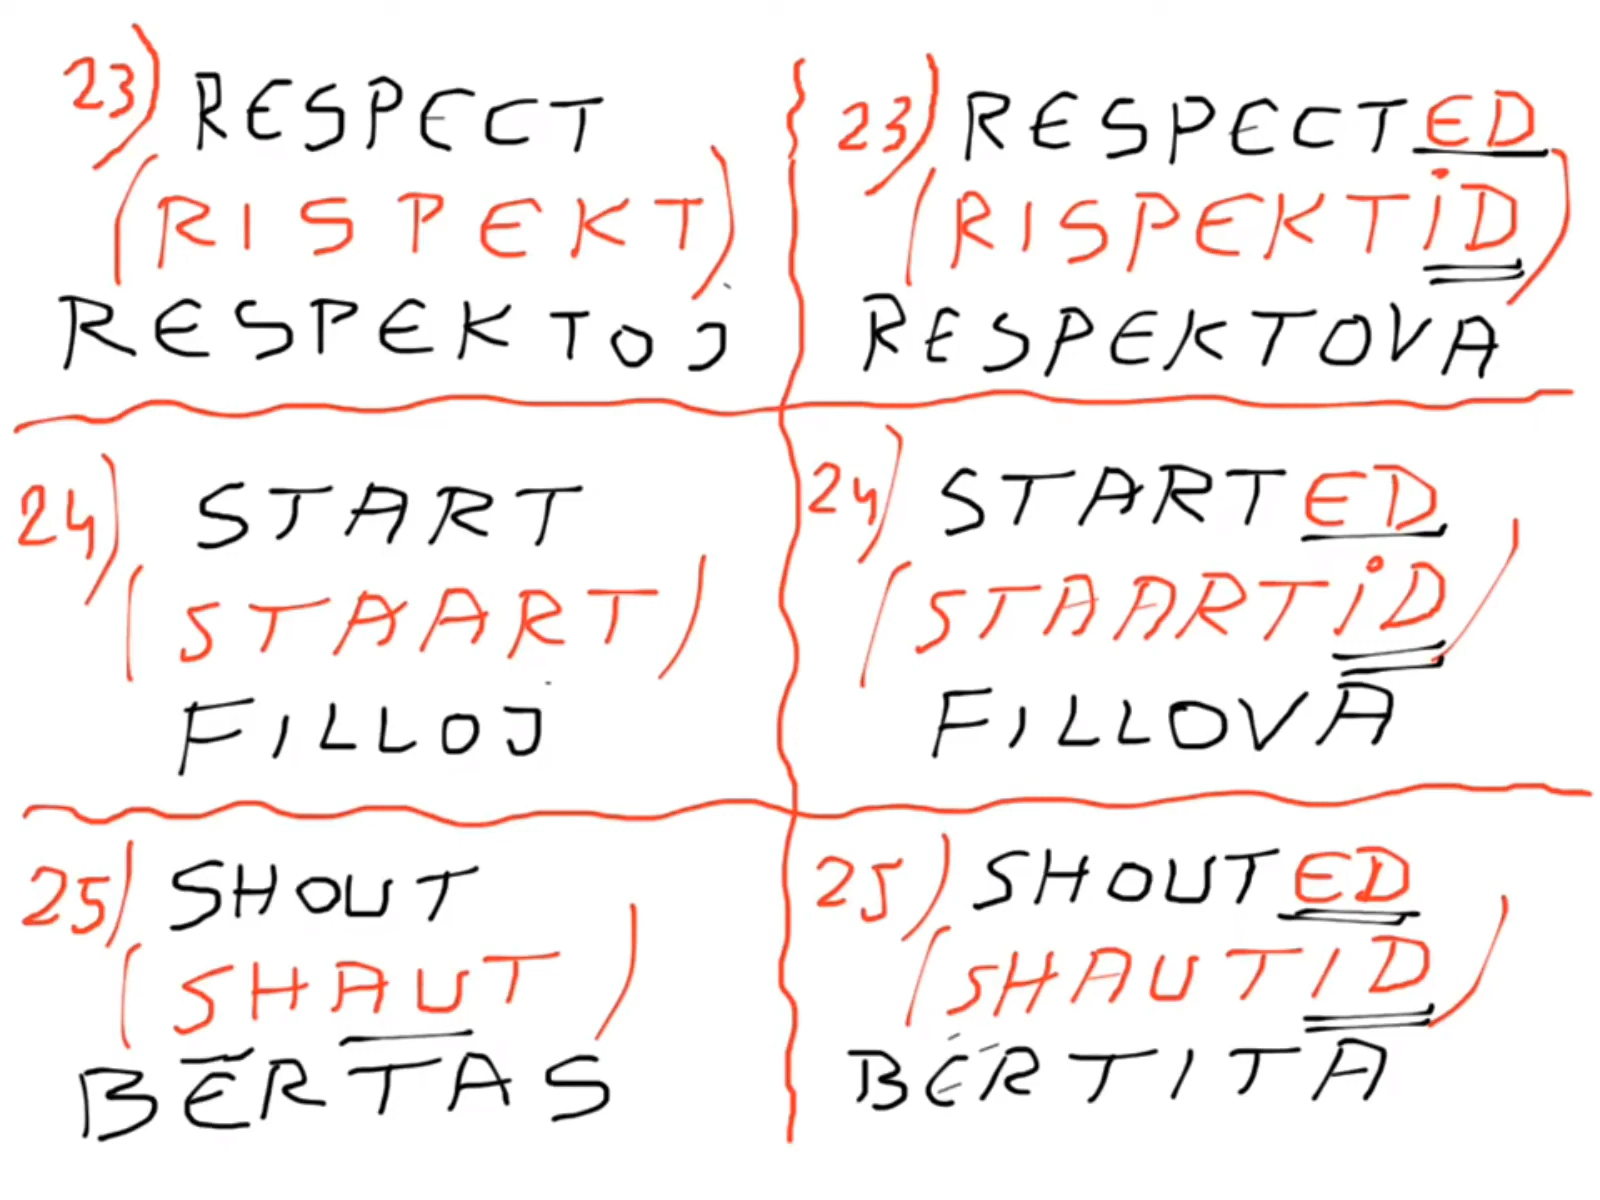 23) RESPECT
(RISPEKT)
RESPEKTOJ
23) RESPECTED
(RISPEKTiD)
RESPEKTOVA
24) START
(STAART)
FILLOJ
24) STARTED
(STAARTiD)
FILLOVA
25) SHOUT
(SHAUT)
BËRTAS
25) SHOUTED
(SHAUTID)
BËRTITA